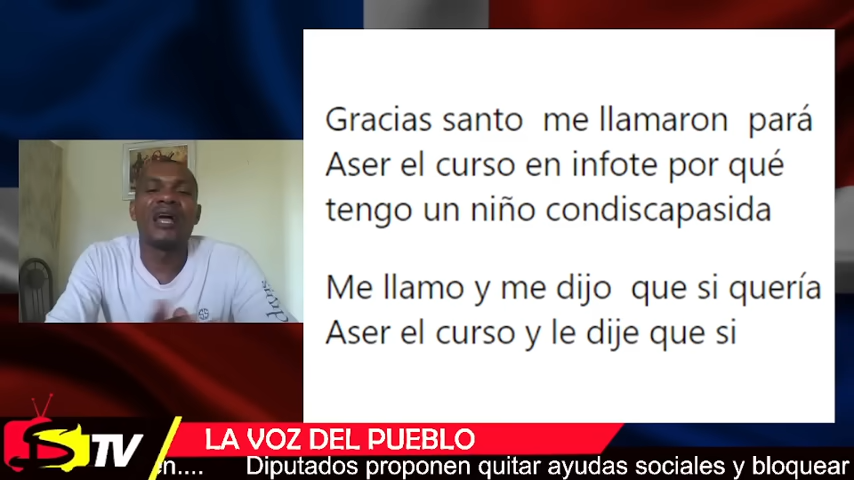 Gracias santo me llamaron pará
Aser el curso en infote por qué
tengo un niño condiscapasida
Me llamo y me dijo que si quería
Aser el curso y le dije que si
STV
LA VOZ DEL PUEBLO
en.... Diputados proponen quitar ayudas sociales y bloquear